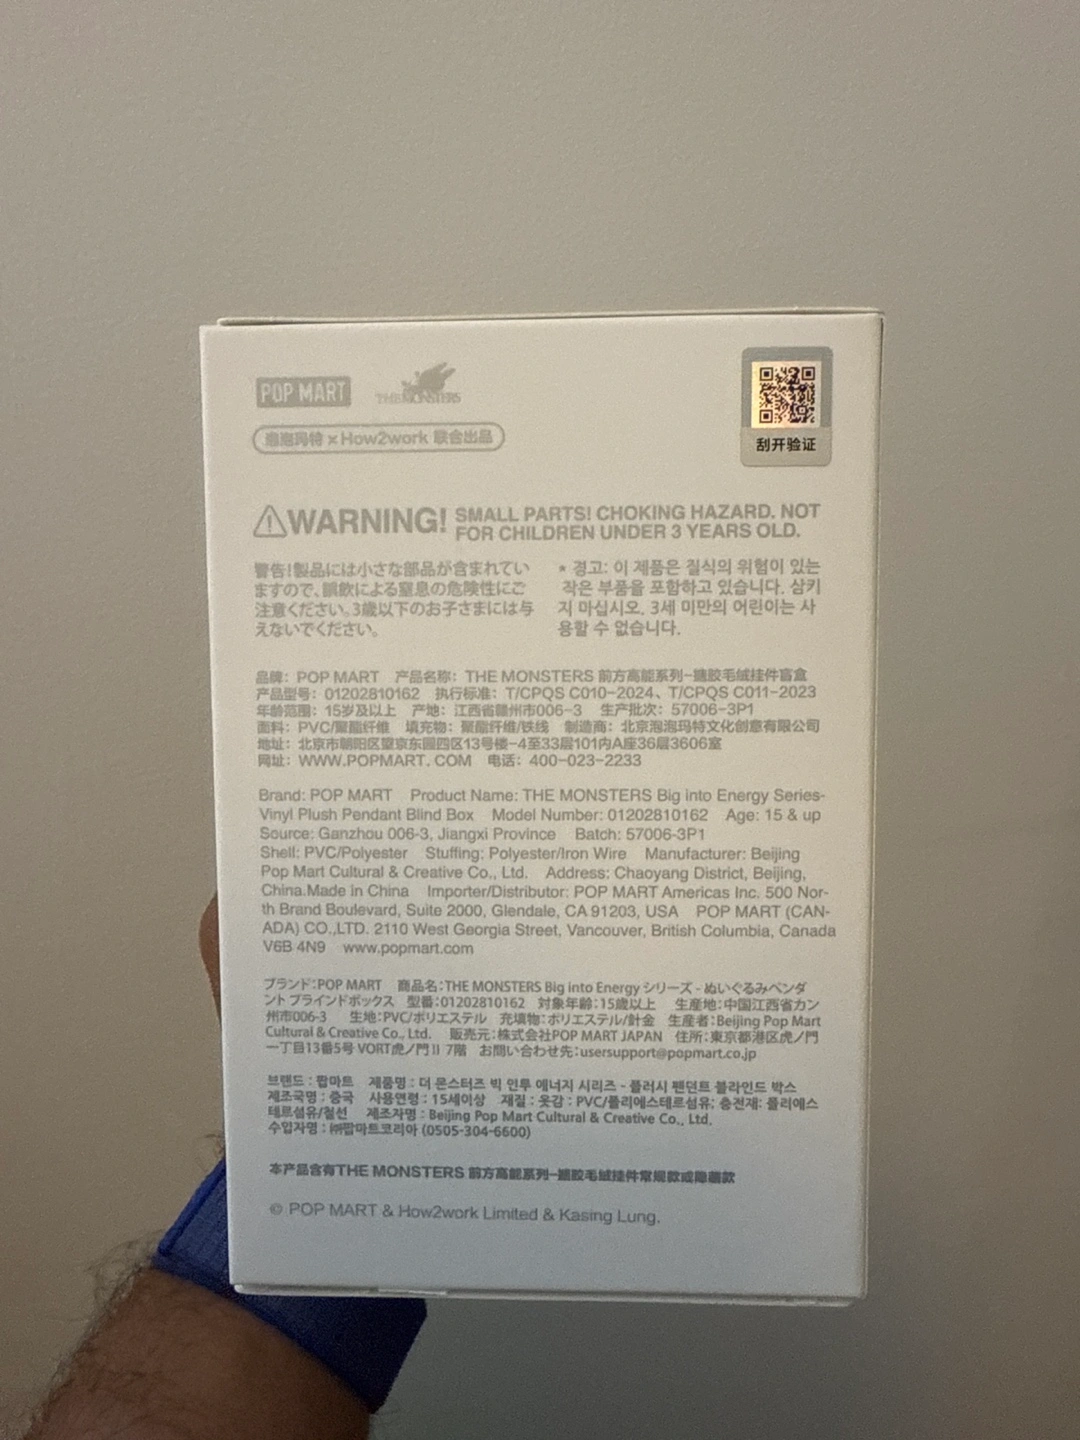 POP MART
THE MONSTERS
泡泡玛特×How2work 联合出品
刮开验证
WARNING! SMALL PARTS! CHOKING HAZARD. NOT
FOR CHILDREN UNDER 3 YEARS OLD.
警告!製品には小さな部品が含まれてい
ますので、誤飲による窒息の危険性にご
注意ください。3歳以下のお子さまには与
えないでください。
* 경고: 이 제품은 질식의 위험이 있는
작은 부품을 포함하고 있습니다. 삼키
지 마십시오. 3세 미만의 어린이는 사
용할 수 없습니다.
品牌：POP MART 产品名称：THE MONSTERS 前方高能系列-搪胶毛绒挂件盲盒
产品型号：01202810162 执行标准：T/CPQS C010-2024、T/CPQS C011-2023
年龄范围：15岁及以上 产地：江西省赣州市006-3 生产批次：57006-3P1
面料：PVC/聚酯纤维 填充物：聚酯纤维/铁线 制造商：北京泡泡玛特文化创意有限公司
地址：北京市朝阳区望京东园四区13号楼-4至33层101内A座36层3606室
网址：WWW.POPMART.COM 电话：400-023-2233
Brand: POP MART Product Name: THE MONSTERS Big into Energy Series-
Vinyl Plush Pendant Blind Box Model Number: 01202810162 Age: 15 & up
Source: Ganzhou 006-3, Jiangxi Province Batch: 57006-3P1
Shell: PVC/Polyester Stuffing: Polyester/Iron Wire Manufacturer: Beijing
Pop Mart Cultural & Creative Co., Ltd. Address: Chaoyang District, Beijing,
China.Made in China Importer/Distributor: POP MART Americas Inc. 500 Nor-
th Brand Boulevard, Suite 2000, Glendale, CA 91203, USA POP MART (CAN-
ADA) CO.,LTD. 2110 West Georgia Street, Vancouver, British Columbia, Canada
V6B 4N9 www.popmart.com
ブランド:POP MART 商品名:THE MONSTERS Big into Energy シリーズ - ぬいぐるみペンダ
ント ブラインドボックス 型番:01202810162 対象年齢:15歳以上 生産地:中国江西省カン
州市006-3 生地:PVC/ポリエステル 充填物:ポリエステル/針金 生産者:Beijing Pop Mart
Cultural & Creative Co., Ltd. 販売元:株式会社POP MART JAPAN 住所:東京都港区虎ノ門
一丁目13番5号 VORT虎ノ門Ⅱ 7階 お問い合わせ先:usersupport@popmart.co.jp
브랜드 : 팝마트 제품명 : 더 몬스터즈 빅 인투 에너지 시리즈 - 플러시 펜던트 블라인드 박스
제조국명 : 중국 사용연령 : 15세이상 재질 : 옷감 : PVC/폴리에스테르섬유; 충전재: 폴리에스
테르섬유/철선 제조자명 : Beijing Pop Mart Cultural & Creative Co., Ltd.
수입자명 : ㈜팝마트코리아 (0505-304-6600)
本产品含有THE MONSTERS 前方高能系列-搪胶毛绒挂件常规款或隐藏款
© POP MART & How2work Limited & Kasing Lung.